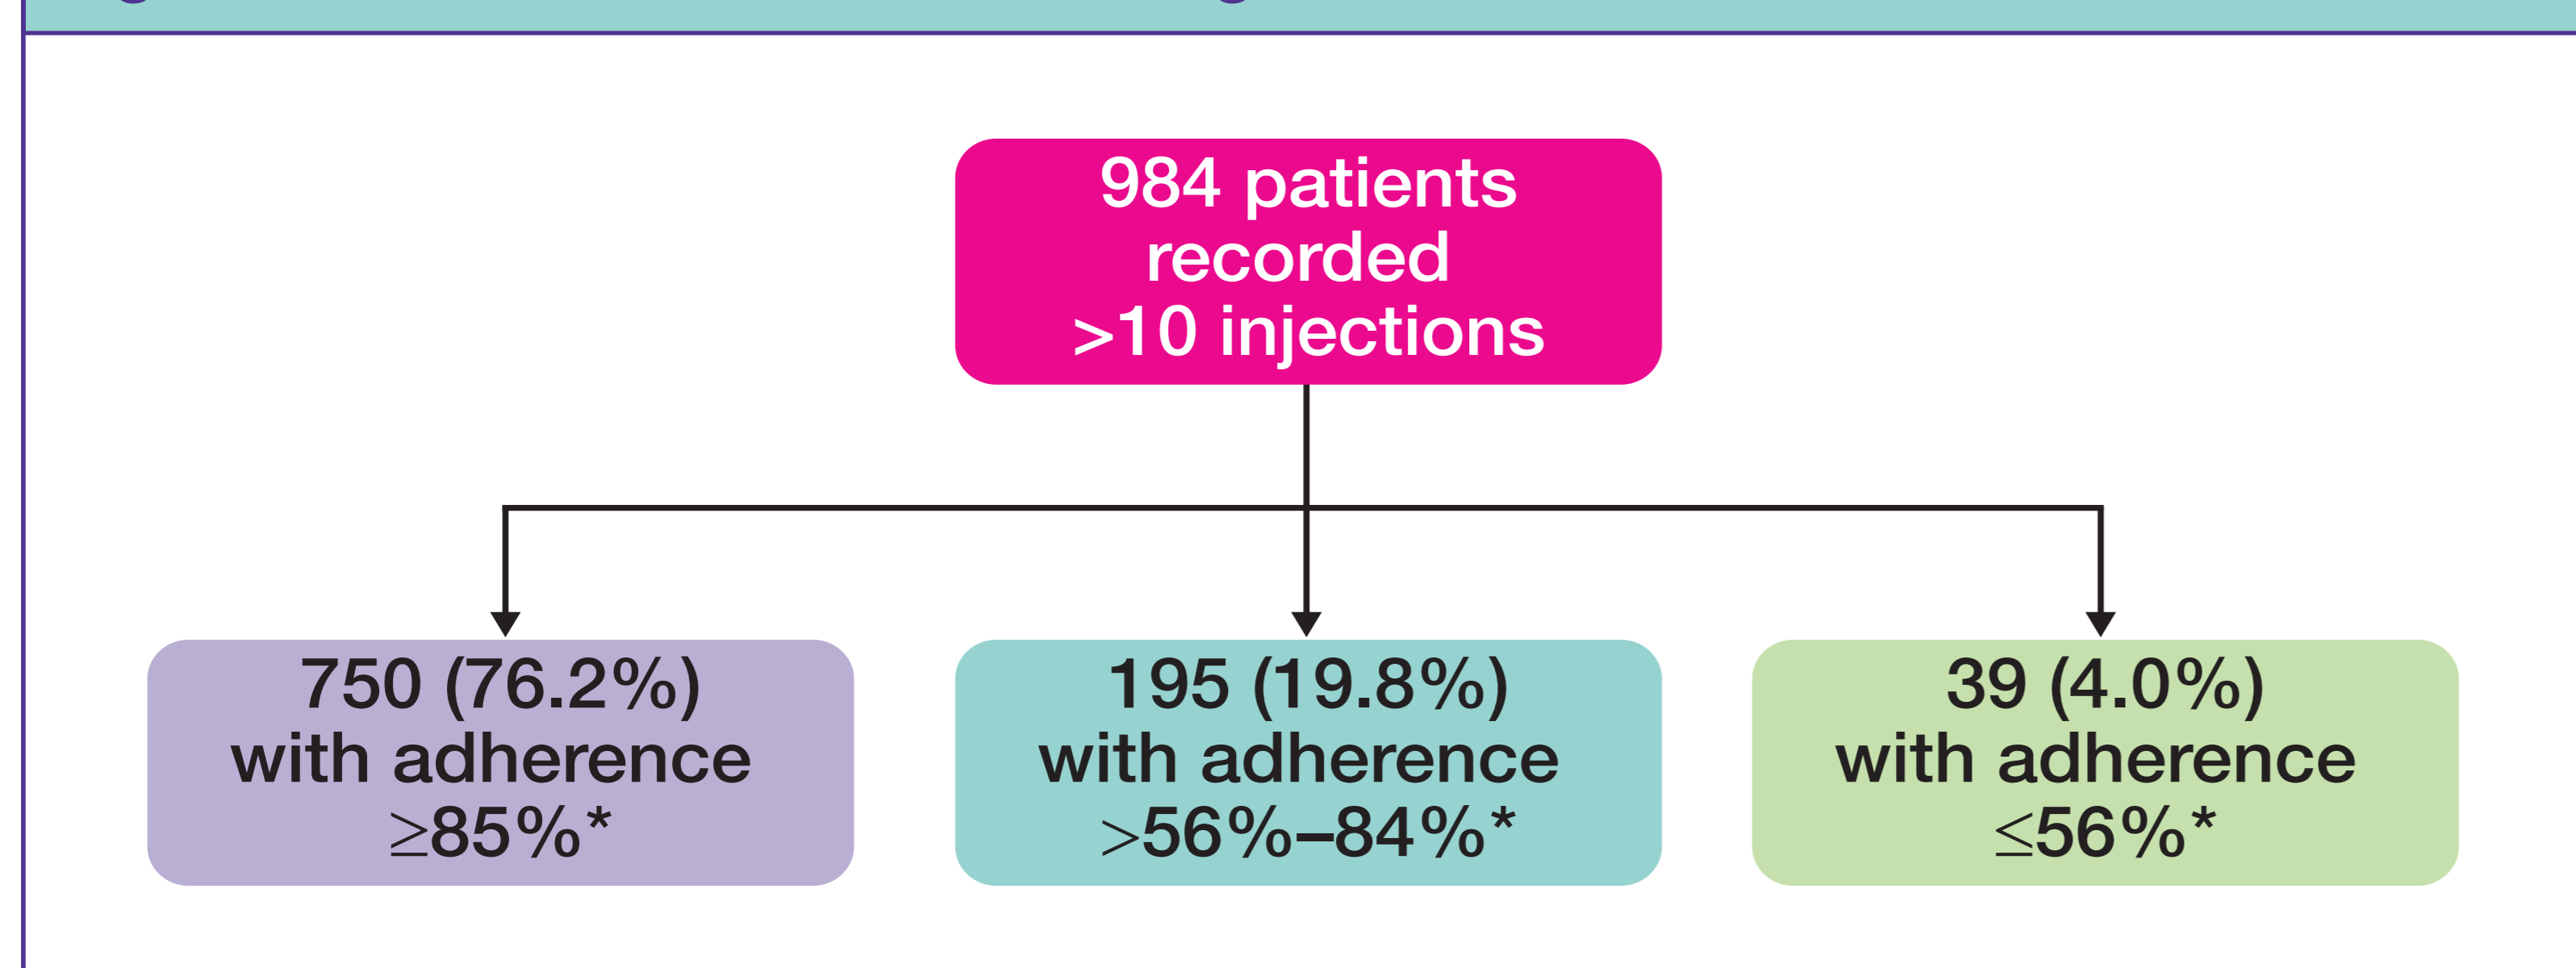 984 patients
recorded
>10 injections
750 (76.2%)
with adherence
≥85%*
195 (19.8%)
with adherence
>56%–84%*
39 (4.0%)
with adherence
≤56%*